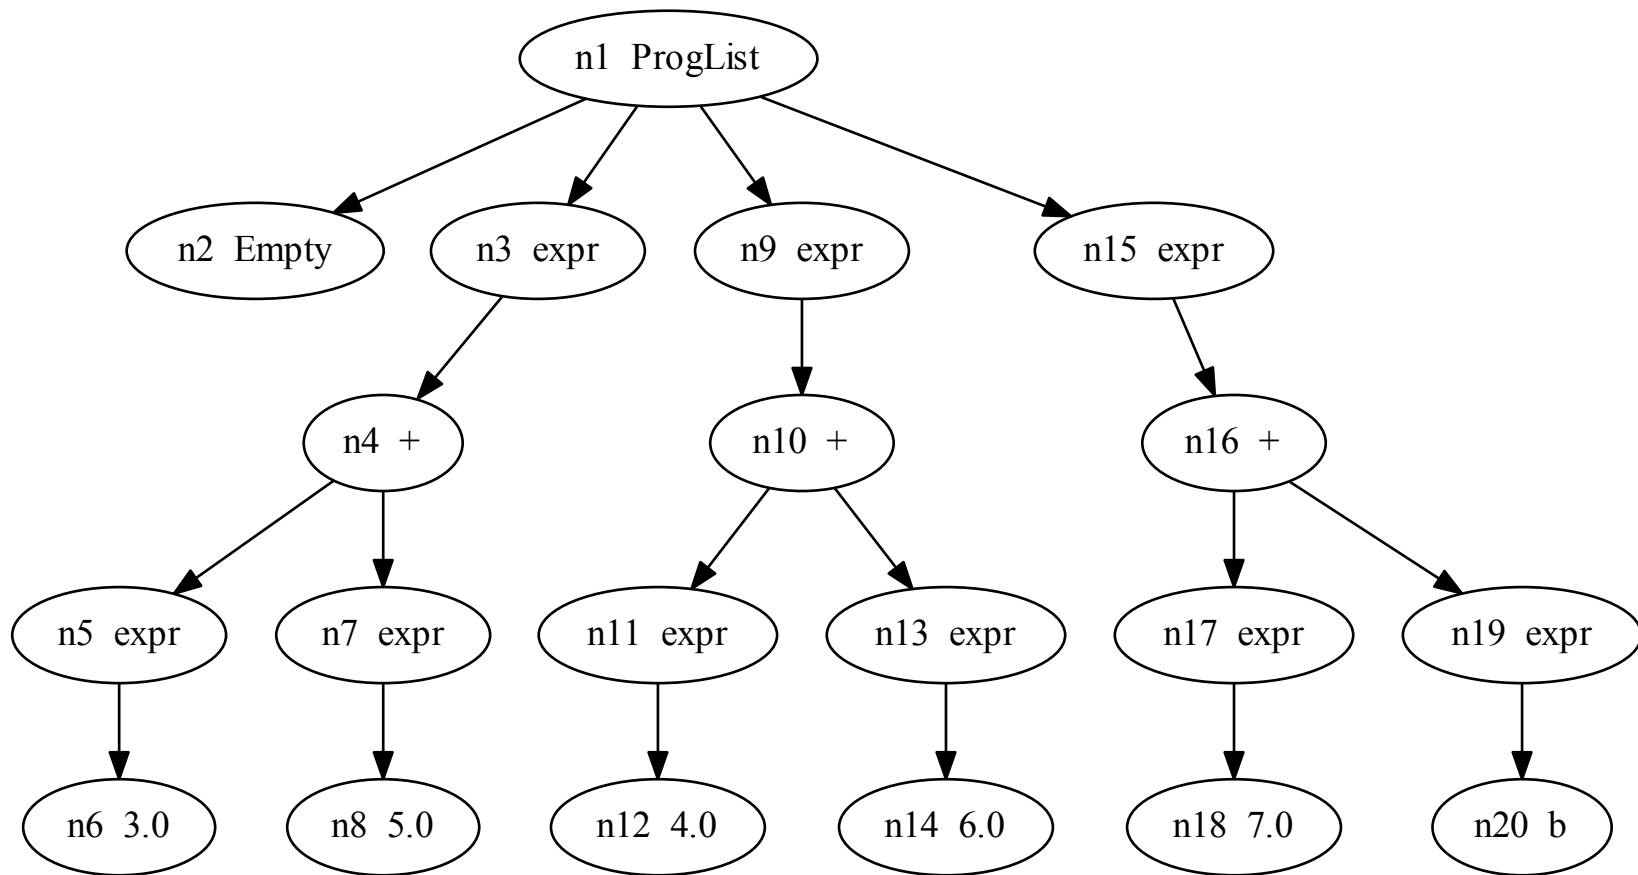 n1 ProgList
n2 Empty
n3 expr
n9 expr
n15 expr
n4 +
n10 +
n16 +
n5 expr
n7 expr
n11 expr
n13 expr
n17 expr
n19 expr
n6 3.0
n8 5.0
n12 4.0
n14 6.0
n18 7.0
n20 b